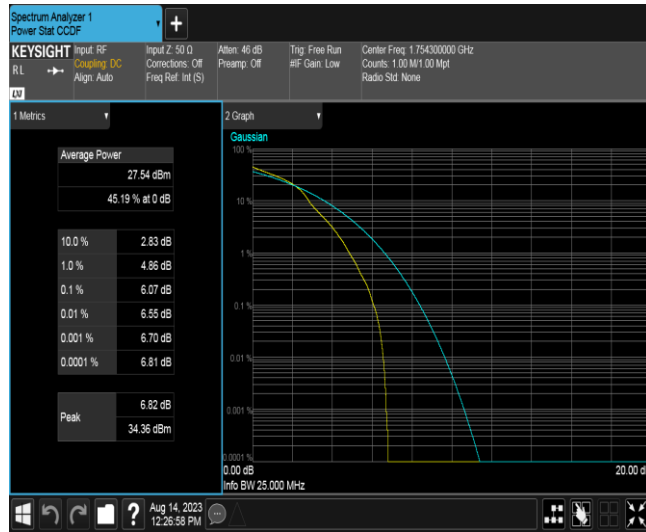 Spectrum Analyzer 1
Power Stat CCDF
KEYSIGHT Input: RF Input Z: 50 Ω Atten: 46 dB Trig: Free Run Center Freq: 1.754300000 GHz
RL Coupling: DC Corrections: Off Preamp: Off #IF Gain: Low Counts: 1.00 M/1.00 Mpt
Align: Auto Freq Ref: Int (S) Radio Std: None
LXI
1 Metrics
Average Power
27.54 dBm
45.19 % at 0 dB
10.0 % 2.83 dB
1.0 % 4.86 dB
0.1 % 6.07 dB
0.01 % 6.55 dB
0.001 % 6.70 dB
0.0001 % 6.81 dB
Peak 6.82 dB
34.36 dBm
2 Graph
Gaussian
100 %
10 %
1 %
0.1 %
0.01 %
0.001 %
0.0001 %
0.00 dB 20.00 d
Info BW 25.000 MHz
? Aug 14, 2023
12:26:58 PM